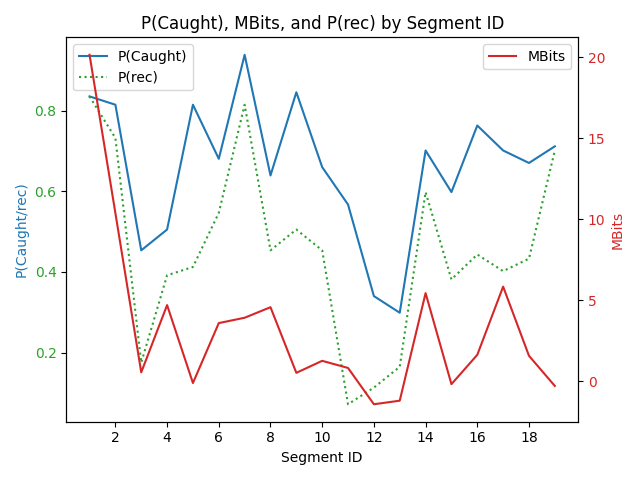 P(Caught), MBits, and P(rec) by Segment ID
P(Caught)
P(rec)
MBits
P(Caught/rec)
0.8
0.6
0.4
0.2
20
15
10
5
0
MBits
2 4 6 8 10 12 14 16 18
Segment ID